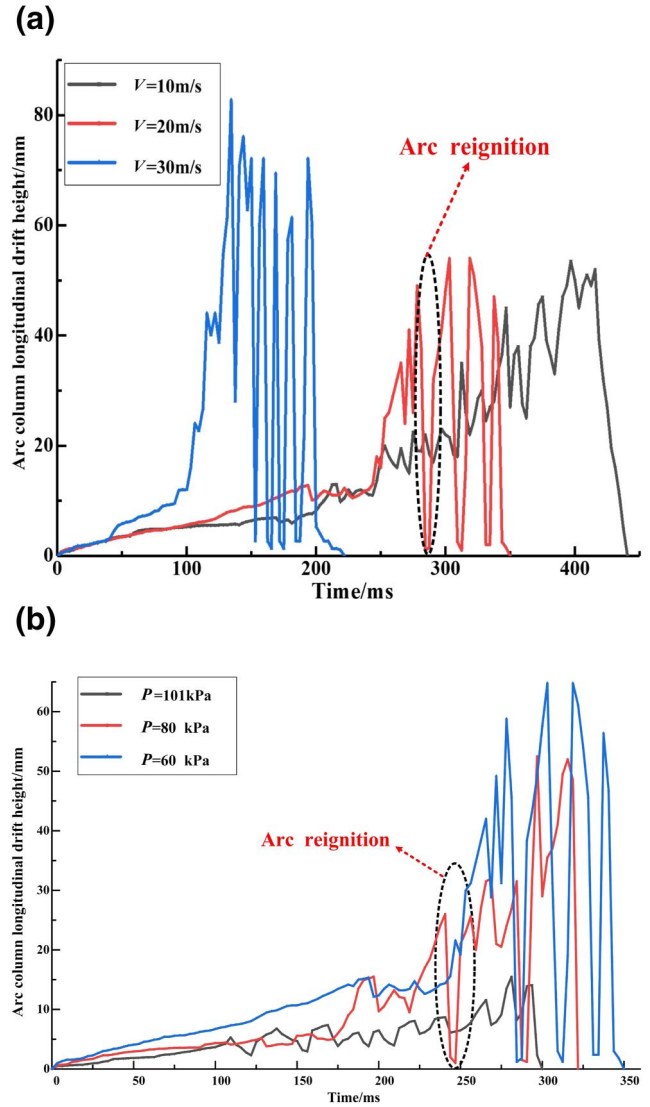 (a)
Arc column longitudinal drift height/mm
80
60
40
20
0
V=10m/s
V=20m/s
V=30m/s
Arc reignition
0 100 200 300 400
Time/ms
(b)
Arc column longitudinal drift height/mm
60
50
40
30
20
10
0
P=101kPa
P=80 kPa
P=60 kPa
Arc reignition
0 50 100 150 200 250 300 350
Time/ms